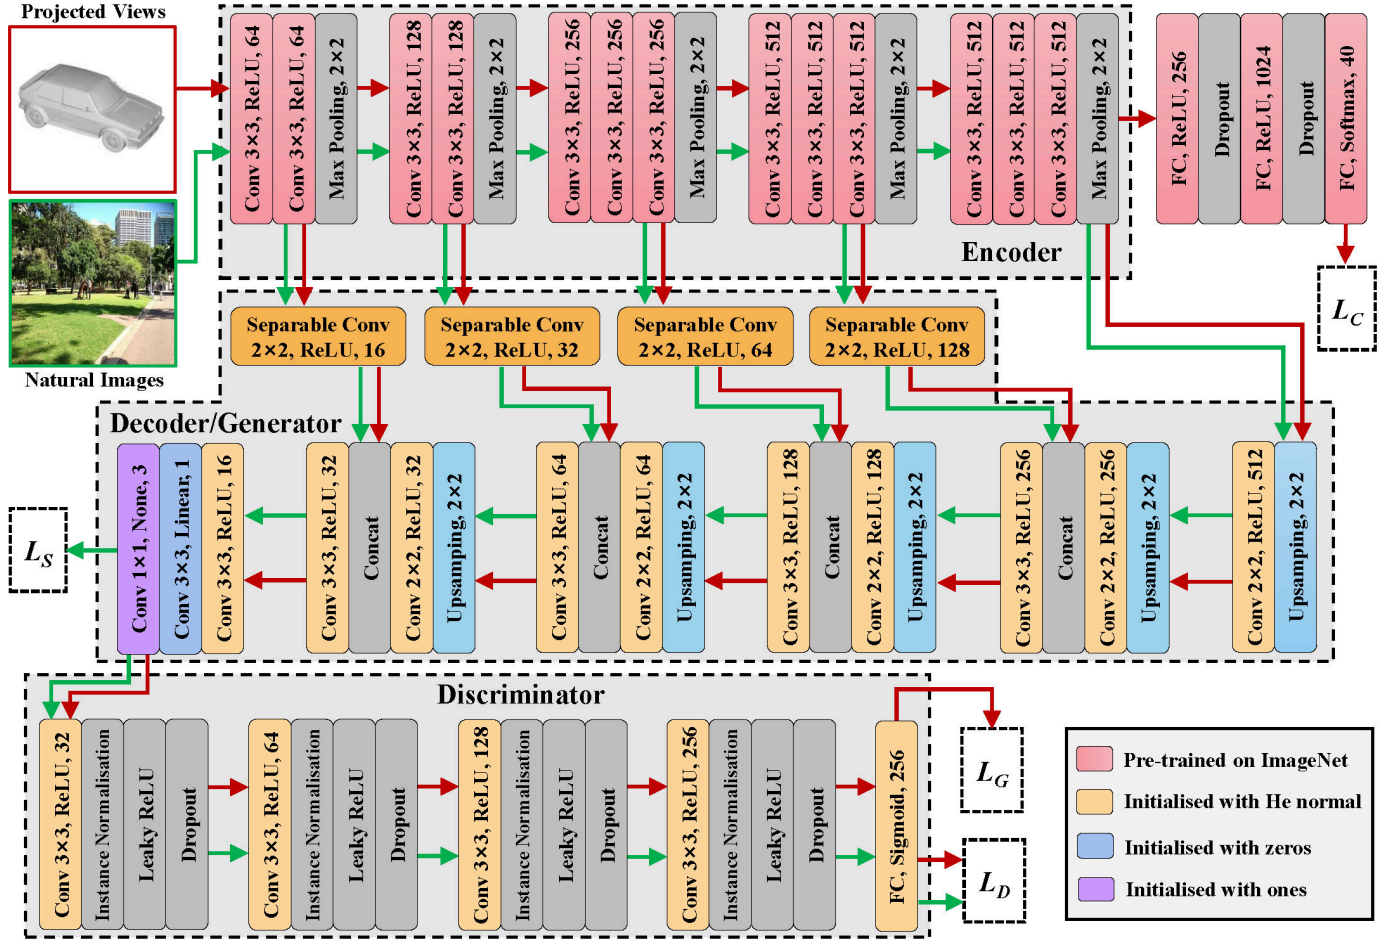 Projected Views
Natural Images
Conv 3×3, ReLU, 64
Conv 3×3, ReLU, 64
Max Pooling, 2×2
Conv 3×3, ReLU, 128
Conv 3×3, ReLU, 128
Max Pooling, 2×2
Conv 3×3, ReLU, 256
Conv 3×3, ReLU, 256
Conv 3×3, ReLU, 256
Max Pooling, 2×2
Conv 3×3, ReLU, 512
Conv 3×3, ReLU, 512
Conv 3×3, ReLU, 512
Max Pooling, 2×2
Conv 3×3, ReLU, 512
Conv 3×3, ReLU, 512
Conv 3×3, ReLU, 512
Max Pooling, 2×2
Encoder
FC, ReLU, 256
Dropout
FC, ReLU, 1024
Dropout
FC, Softmax, 40
L_C
Separable Conv
2×2, ReLU, 16
Separable Conv
2×2, ReLU, 32
Separable Conv
2×2, ReLU, 64
Separable Conv
2×2, ReLU, 128
Decoder/Generator
L_S
Conv 1×1, None, 3
Conv 3×3, Linear, 1
Conv 3×3, ReLU, 16
Conv 3×3, ReLU, 32
Concat
Conv 2×2, ReLU, 32
Upsamping, 2×2
Conv 3×3, ReLU, 64
Concat
Conv 2×2, ReLU, 64
Upsamping, 2×2
Conv 3×3, ReLU, 128
Concat
Conv 2×2, ReLU, 128
Upsamping, 2×2
Conv 3×3, ReLU, 256
Concat
Conv 2×2, ReLU, 256
Upsamping, 2×2
Conv 2×2, ReLU, 512
Upsamping, 2×2
Discriminator
Conv 3×3, ReLU, 32
Instance Normalisation
Leaky ReLU
Dropout
Conv 3×3, ReLU, 64
Instance Normalisation
Leaky ReLU
Dropout
Conv 3×3, ReLU, 128
Instance Normalisation
Leaky ReLU
Dropout
Conv 3×3, ReLU, 256
Instance Normalisation
Leaky ReLU
Dropout
FC, Sigmoid, 256
L_G
L_D
Pre-trained on ImageNet
Initialised with He normal
Initialised with zeros
Initialised with ones